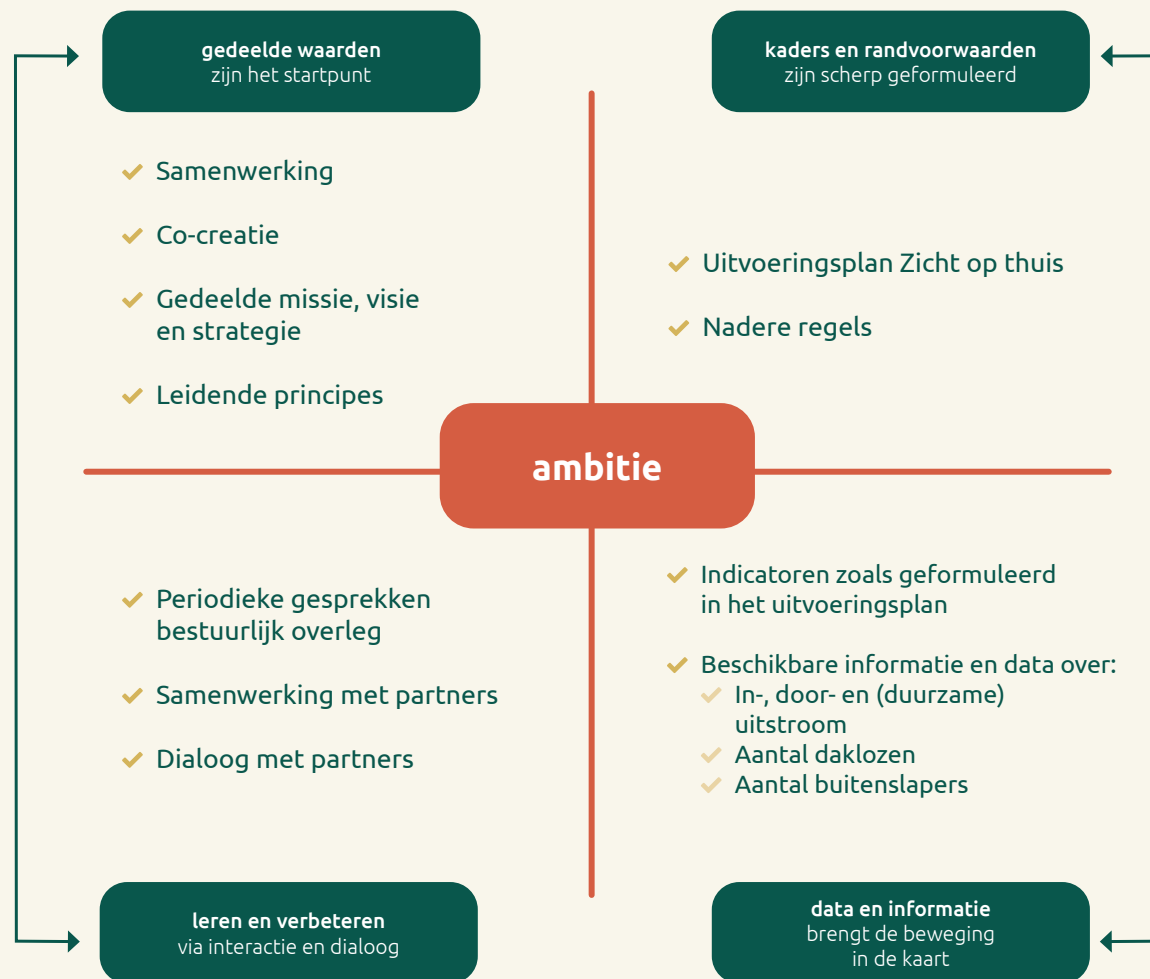 gedeelde waarden
zijn het startpunt
Samenwerking
Co-creatie
Gedeelde missie, visie
en strategie
Leidende principes
kaders en randvoorwaarden
zijn scherp geformuleerd
Uitvoeringsplan Zicht op thuis
Nadere regels
ambitie
Periodieke gesprekken
bestuurlijk overleg
Samenwerking met partners
Dialoog met partners
leren en verbeteren
via interactie en dialoog
Indicatoren zoals geformuleerd
in het uitvoeringsplan
Beschikbare informatie en data over:
In-, door- en (duurzame)
uitstroom
Aantal daklozen
Aantal buitenslapers
data en informatie
brengt de beweging
in de kaart